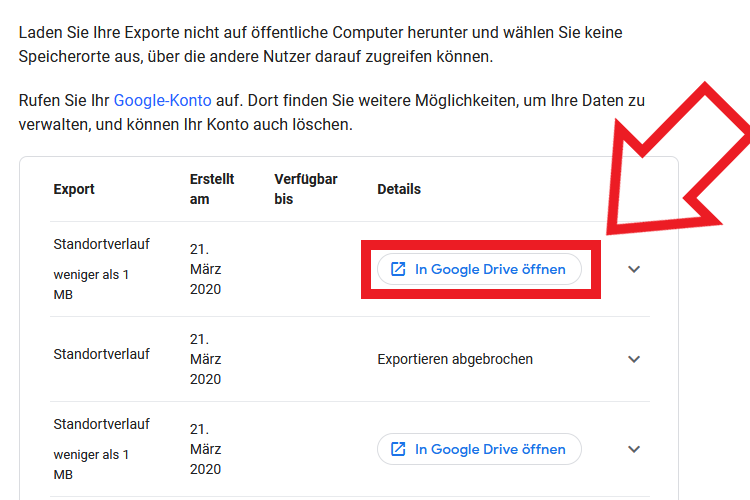 Laden Sie Ihre Exporte nicht auf öffentliche Computer herunter und wählen Sie keine
Speicherorte aus, über die andere Nutzer darauf zugreifen können.
Rufen Sie Ihr Google-Konto auf. Dort finden Sie weitere Möglichkeiten, um Ihre Daten zu
verwalten, und können Ihr Konto auch löschen.
Export
Erstellt
am
Verfügbar
bis
Details
Standortverlauf
weniger als 1
MB
21.
März
2020
In Google Drive öffnen
Standortverlauf
21.
März
2020
Exportieren abgebrochen
Standortverlauf
weniger als 1
MB
21.
März
2020
In Google Drive öffnen